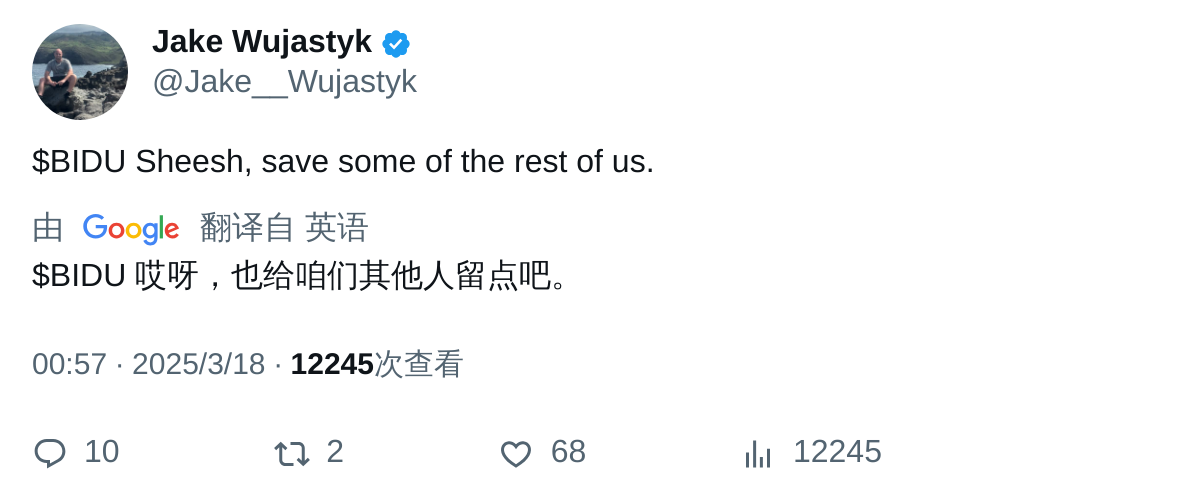 Jake Wujastyk
@Jake__Wujastyk
$BIDU Sheesh, save some of the rest of us.
由 Google 翻译自 英语
$BIDU 哎呀，也给咱们其他人留点吧。
00:57 · 2025/3/18 · 12245次查看
10 2 68 12245